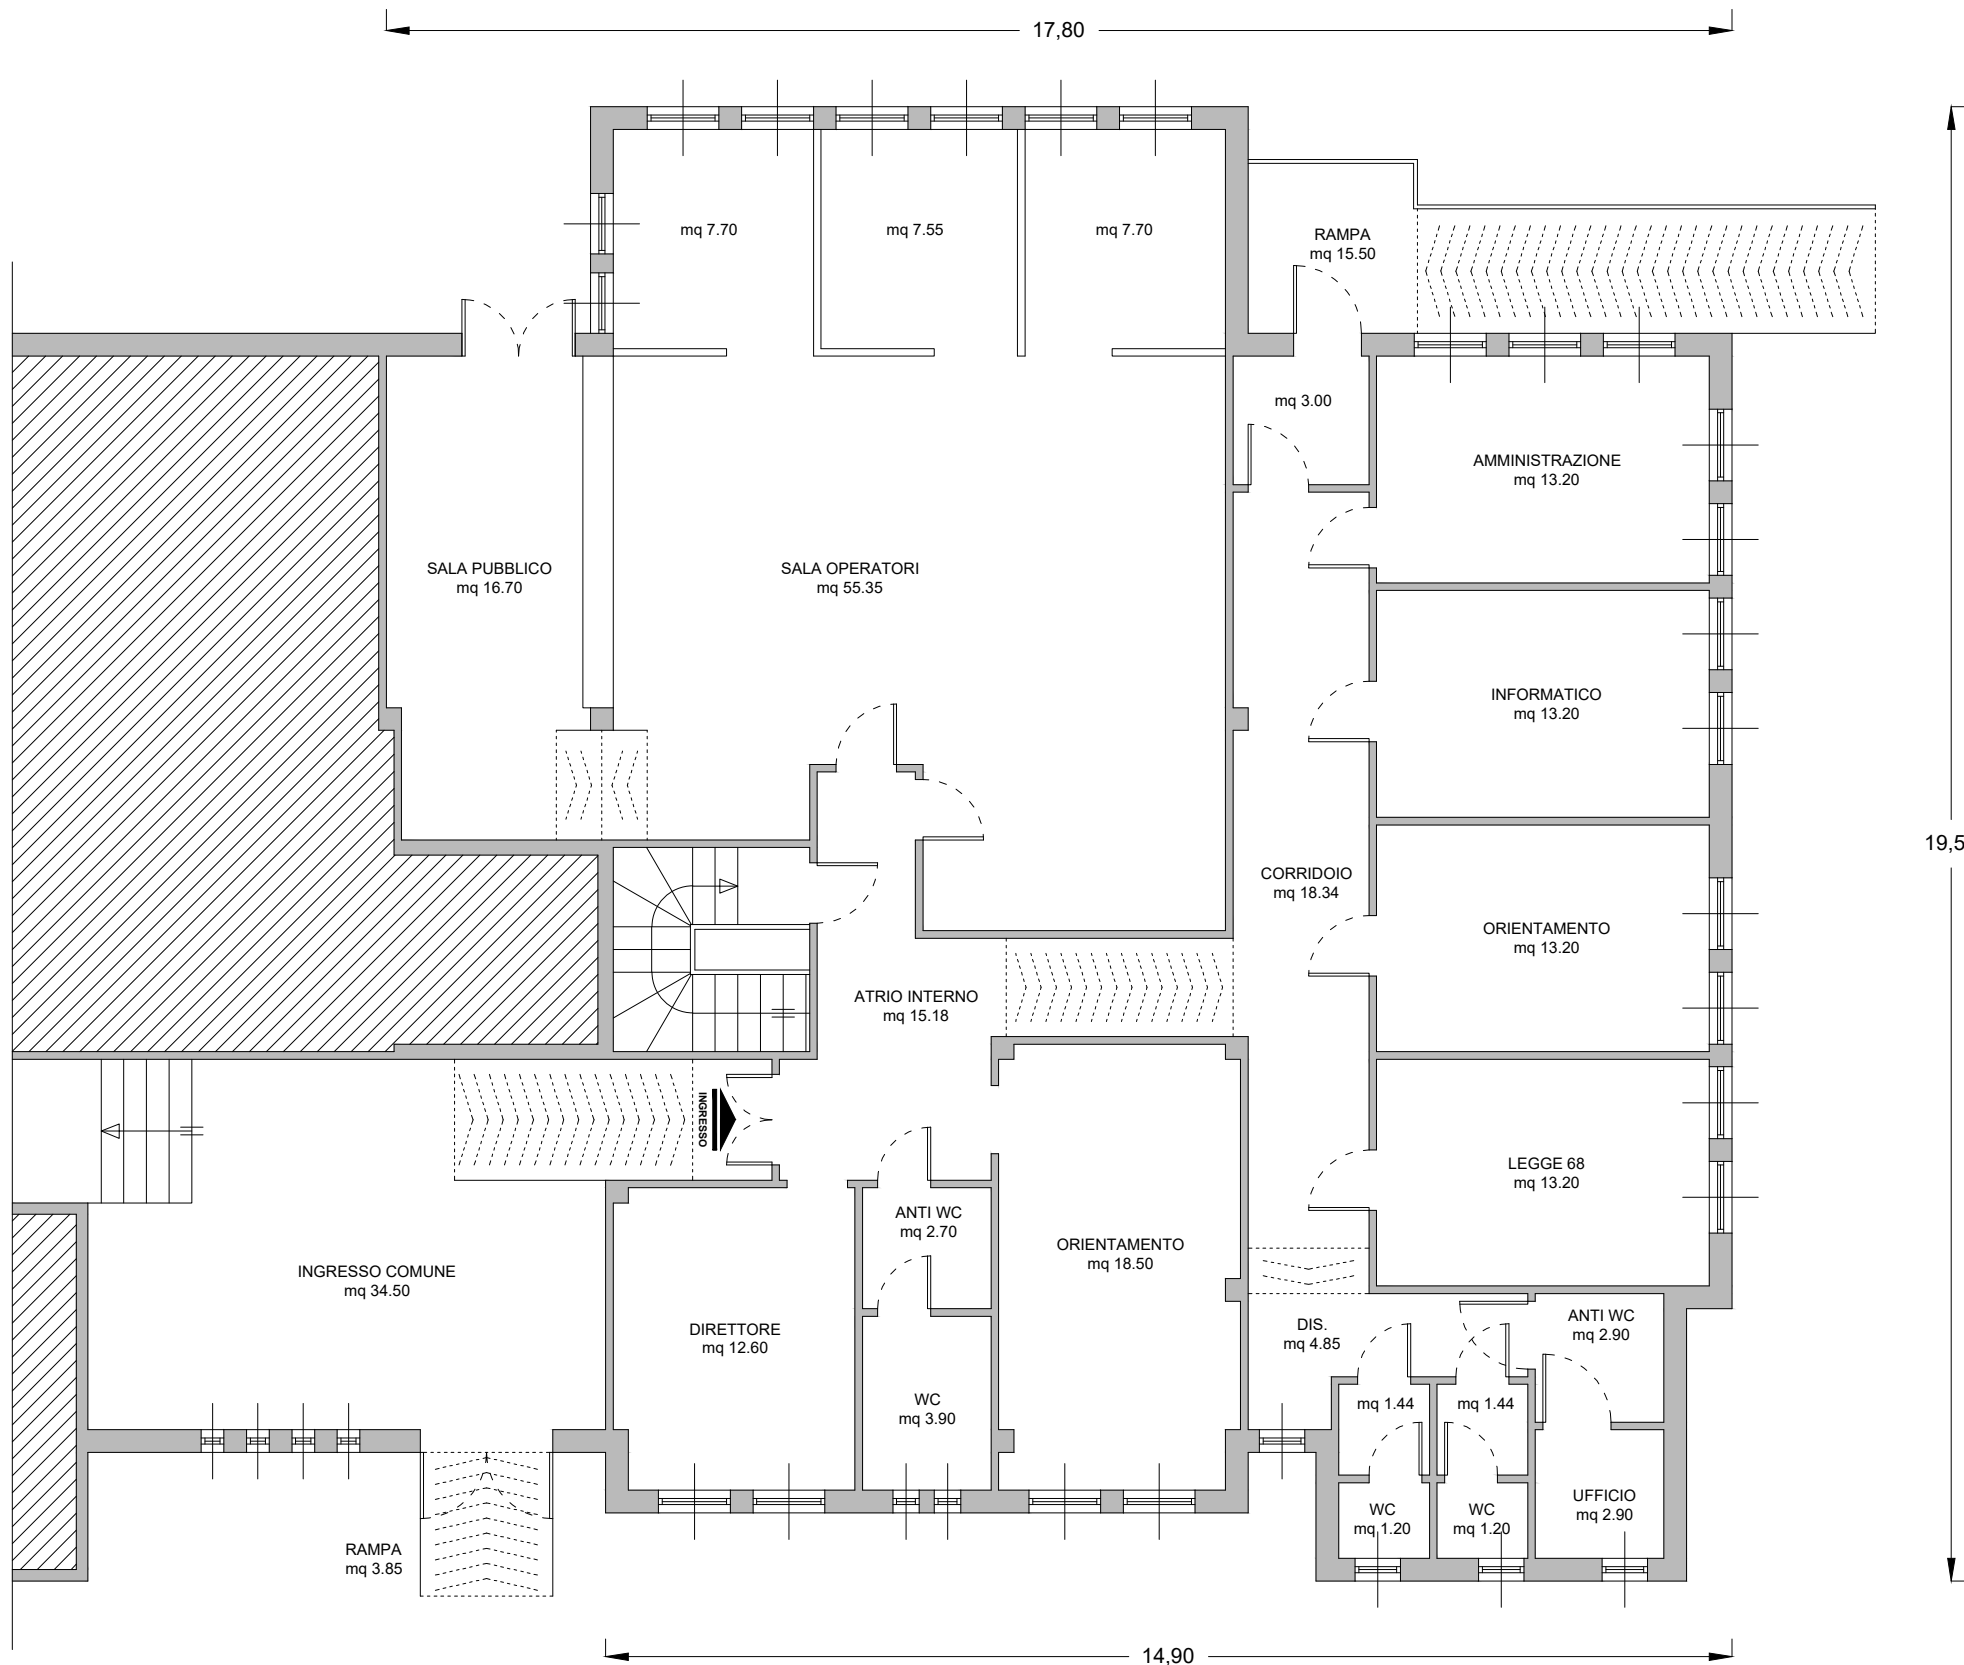 17,80
mq 7.70
mq 7.55
mq 7.70
RAMPA
mq 15.50
mq 3.00
AMMINISTRAZIONE
mq 13.20
SALA PUBBLICO
mq 16.70
SALA OPERATORI
mq 55.35
INFORMATICO
mq 13.20
19,5
CORRIDOIO
mq 18.34
ORIENTAMENTO
mq 13.20
ATRIO INTERNO
mq 15.18
INGRESSO
LEGGE 68
mq 13.20
ANTI WC
mq 2.70
ORIENTAMENTO
mq 18.50
INGRESSO COMUNE
mq 34.50
DIRETTORE
mq 12.60
DIS.
mq 4.85
ANTI WC
mq 2.90
WC
mq 3.90
mq 1.44
mq 1.44
WC
mq 1.20
WC
mq 1.20
UFFICIO
mq 2.90
RAMPA
mq 3.85
14,90